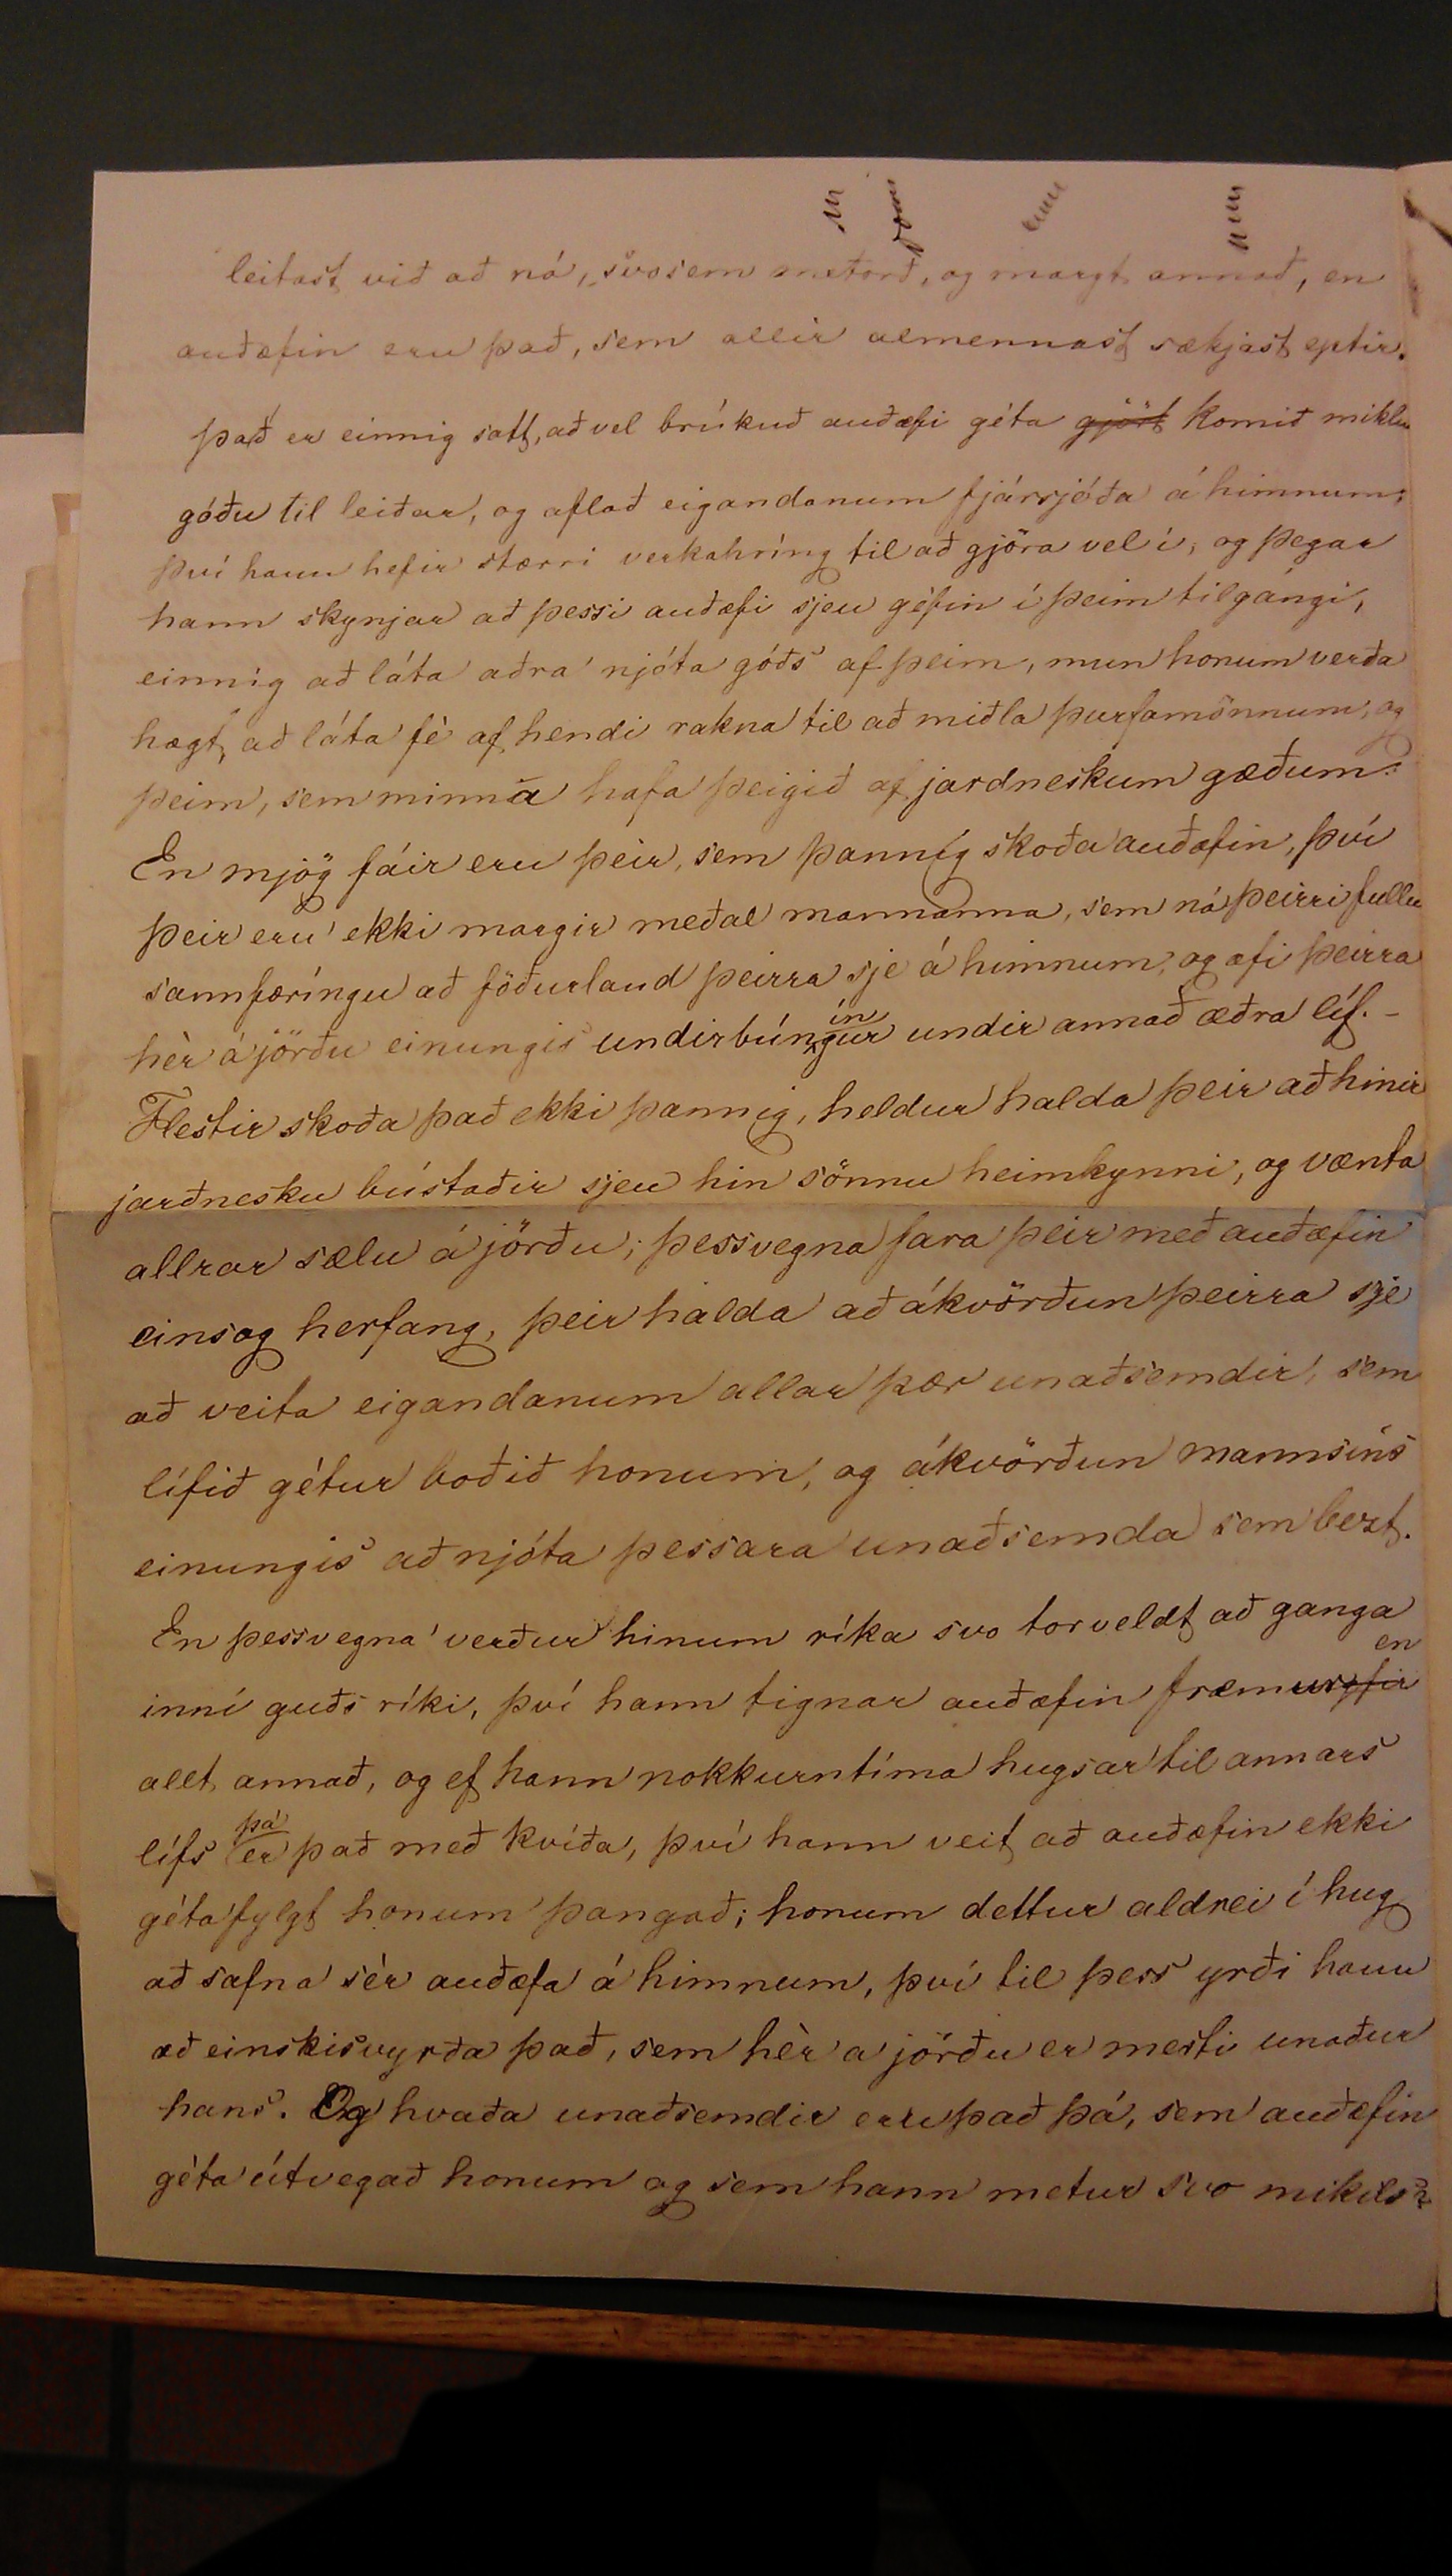 leitast við að ná, svosem metorð, og margt annað, en
auðæfin eru það, sem allir almennast sækjast eptir.
það er einnig satt, að vel brúkuð auðæfi géta gjört komið miklu
góðu til leiðar, og aflað eigandanum fjársjóða á himnum;
því hann hefir stærri verkahríng til að gjöra vel í, og þegar
hann skynjar að þessi auðæfi sjeu géfin í þeim tilgángi,
einnig að láta aðra njóta góðs af þeim, mun honum verða
hægt, að láta fé af hendi rakna til að miðla þurfamönnum, og
þeim, sem minna hafa þeigið af jardneskum gæðum.
En mjög fáir eru þeir, sem þannig skoða auðæfin, því
þeir eru ekki margir meðal mannanna, sem ná þeirri fullu
sannfæríngu að föðurland þeirra sje á himnum, og æfi þeirra
hèr á jörðu einungis undirbúningur undir annað æðra líf. -
Flestir skoða það ekki þannig, heldur halda þeir að hinir
jarðnesku bústaðir sjeu hin sönnu heimkynni, og vænta
allrar sælu á jörðu; þessvegna fara þeir með auðæfin
einsog herfang, þeir halda að ákvörðun þeirra sje
að veita eigandanum allar þær unaðsemdir, sem
lífið gétur boðið honum, og ákvörðun mannsins
einungis að njóta þessara unaðsemda sem bezt.
En þessvegna verður hinum ríka svo torveldt að ganga
inní guðs ríki, því hann tignar auðæfin fræmur en
allt annað, og ef hann nokkurntíma hugsar til annars
lífs þá er það með kvíða, því hann veit að auðæfin ekki
géta fylgt honum þangað; honum dettur aldrei í hug
að safna sér auðæfa á himnum, því til þess yrði hann
að einskisvyrða það, sem hèr a jörðu er mesti unaður
hans. Og hvaða unaðsemdir eru það þá, sem auðæfin
géta útvegað honum og sem hann metur svo mikils?